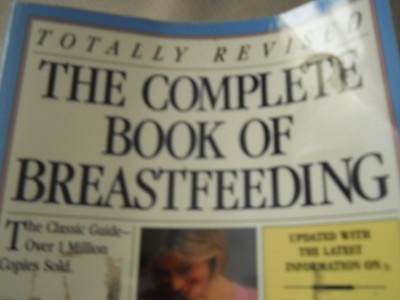 TOTALLY REVISED
THE COMPLETE
BOOK OF
BREASTFEEDING
The Classic Guide–
Over 1 Million
Copies Sold.
UPDATED WITH
THE LATEST
INFORMATION ON: